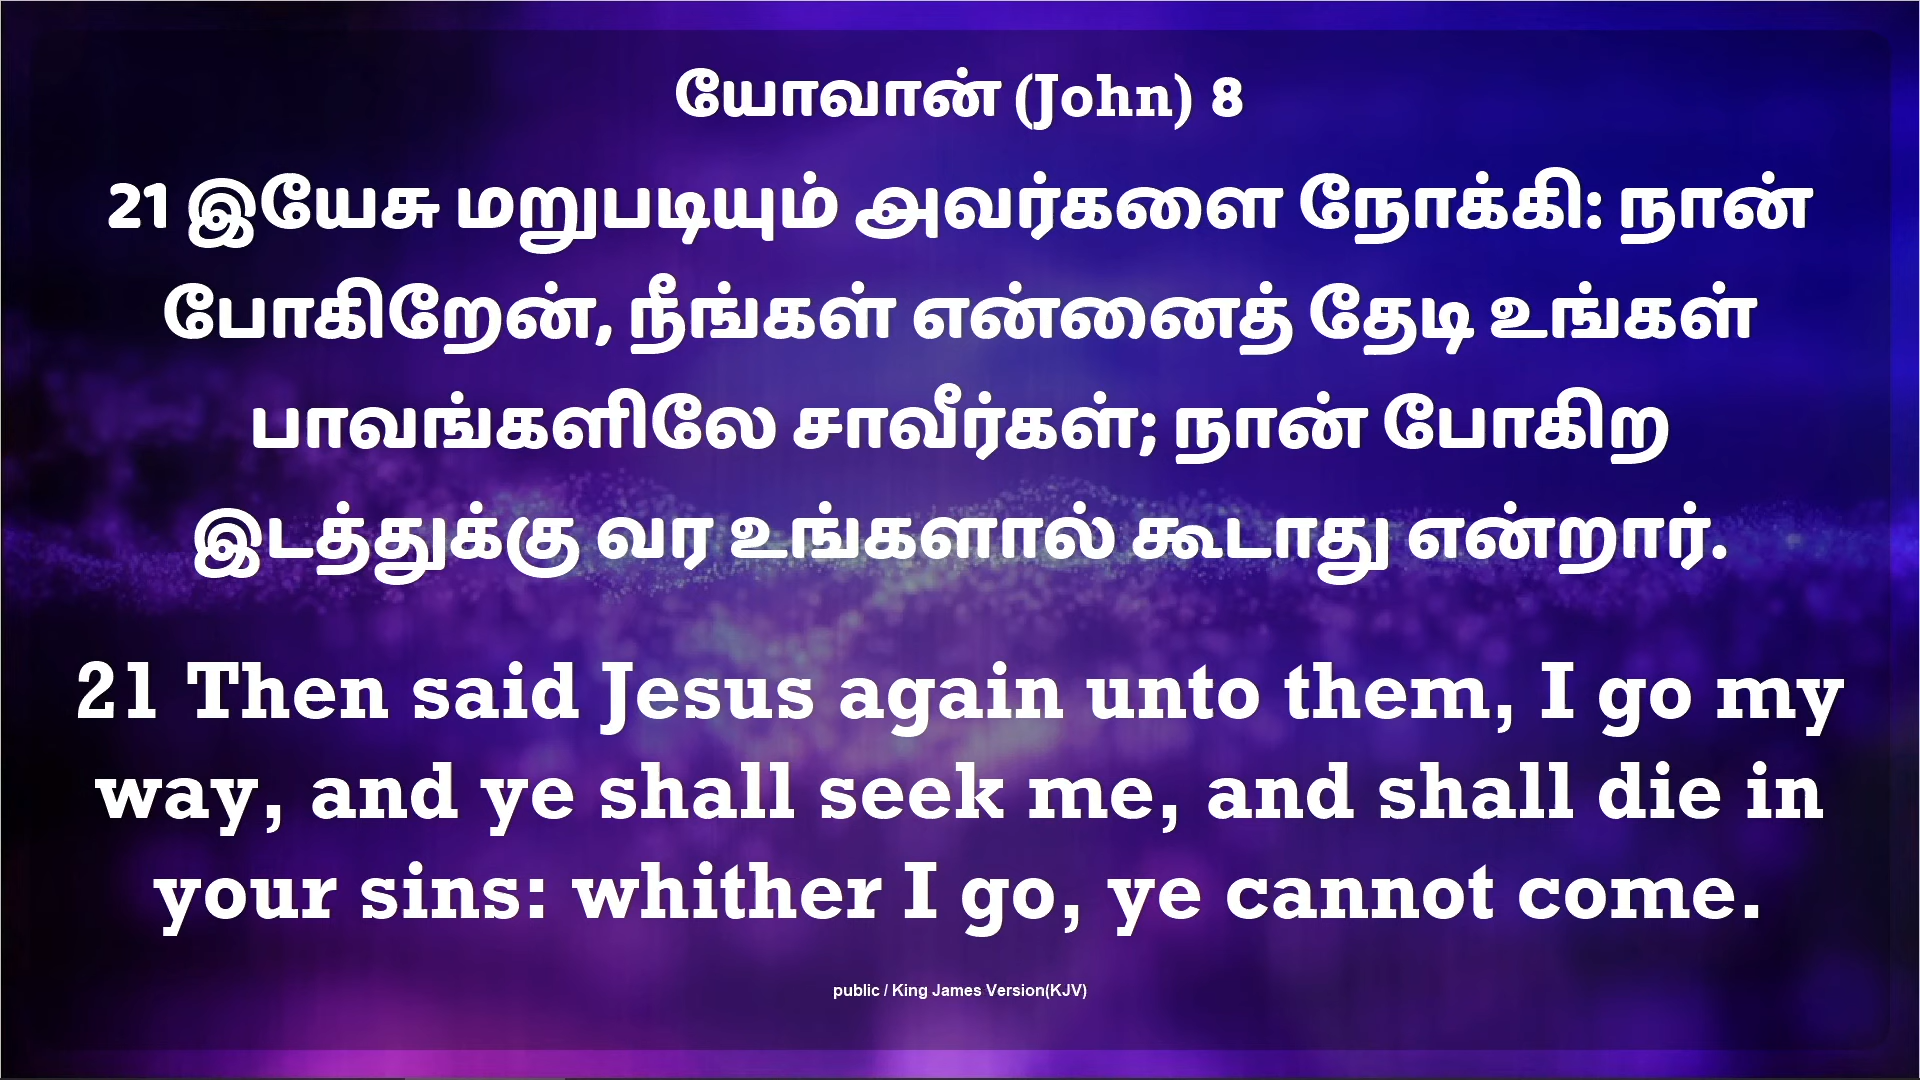 யோவான் (John) 8
21 இயேசு மறுபடியும் அவர்களை நோக்கி: நான்
போகிறேன், நீங்கள் என்னைத் தேடி உங்கள்
பாவங்களிலே சாவீர்கள்; நான் போகிற
இடத்துக்கு வர உங்களால் கூடாது என்றார்.
21 Then said Jesus again unto them, I go my
way, and ye shall seek me, and shall die in
your sins: whither I go, ye cannot come.
public / King James Version(KJV)